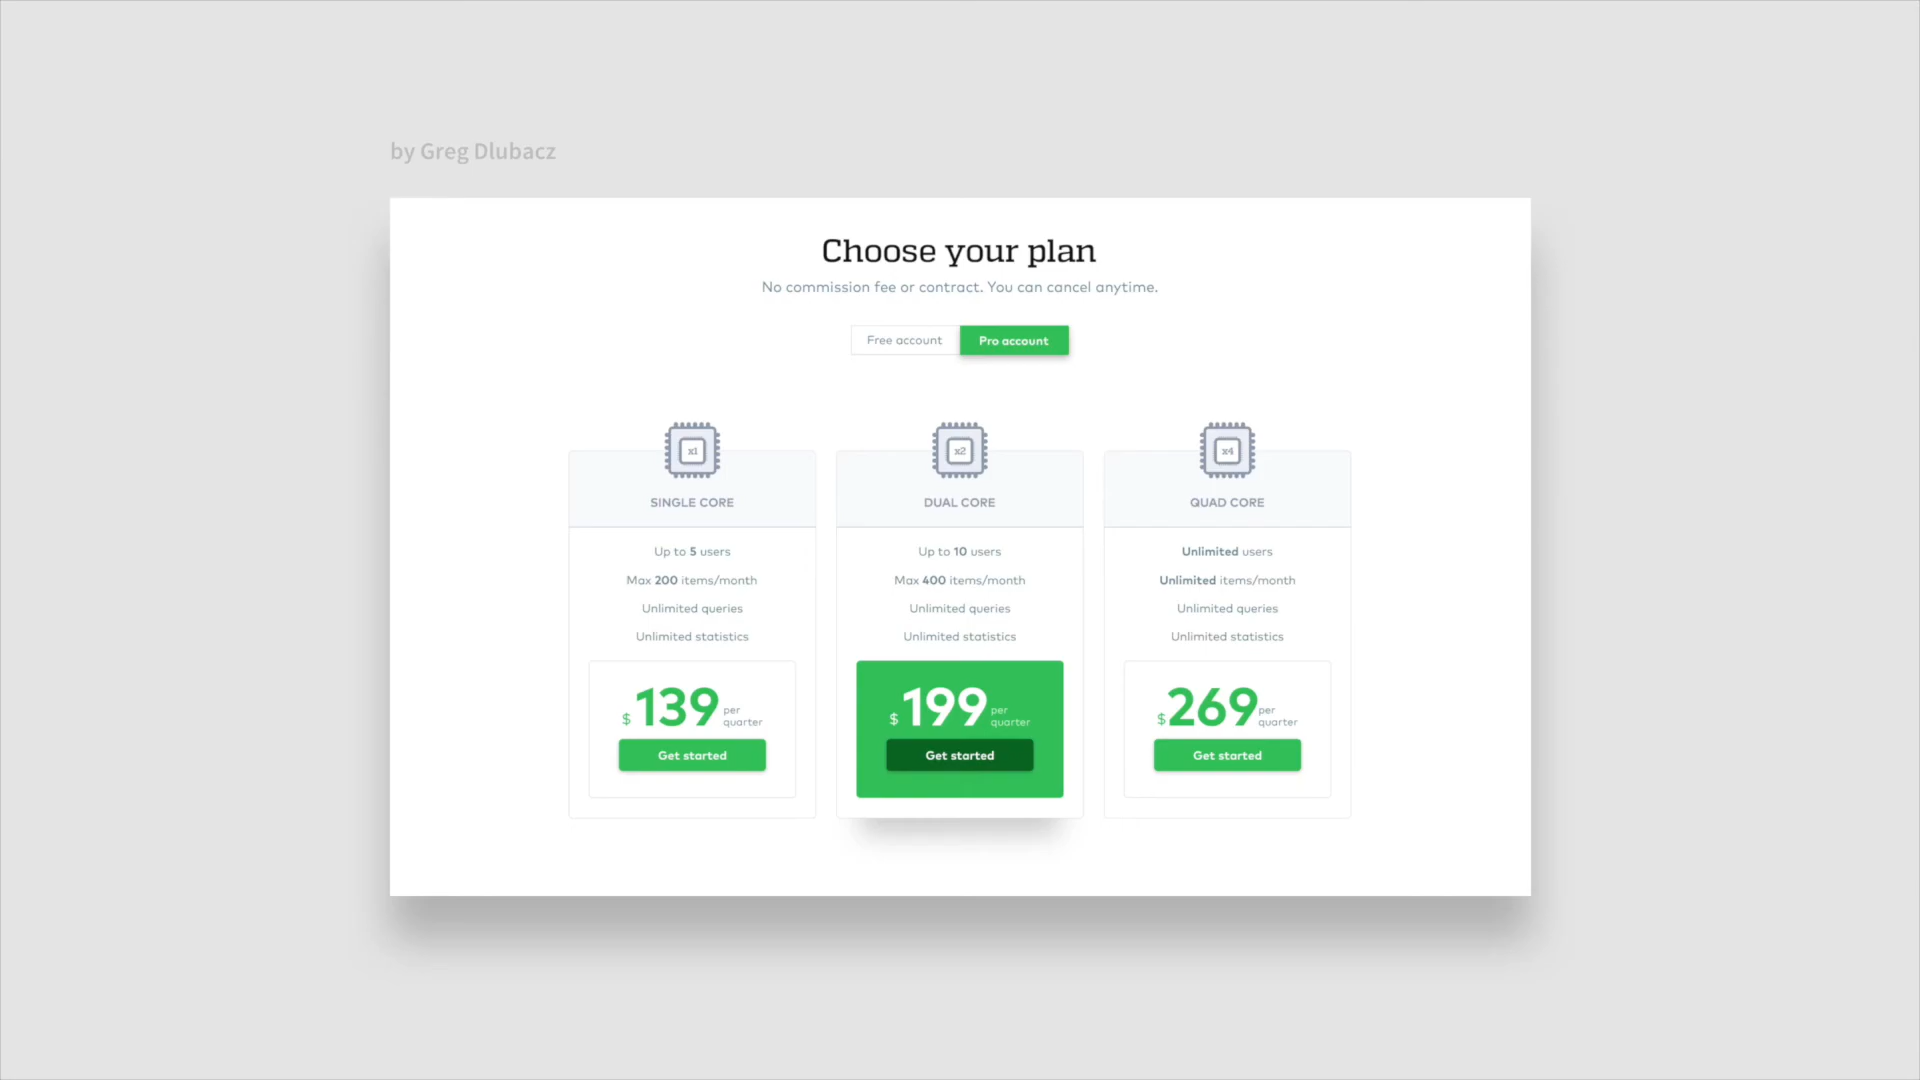 by Greg Dlubacz
Choose your plan
No commission fee or contract. You can cancel anytime.
Free account
Pro account
x1
SINGLE CORE
Up to 5 users
Max 200 items/month
Unlimited queries
Unlimited statistics
$139 per
quarter
Get started
x2
DUAL CORE
Up to 10 users
Max 400 items/month
Unlimited queries
Unlimited statistics
$199 per
quarter
Get started
x4
QUAD CORE
Unlimited users
Unlimited items/month
Unlimited queries
Unlimited statistics
$269 per
quarter
Get started